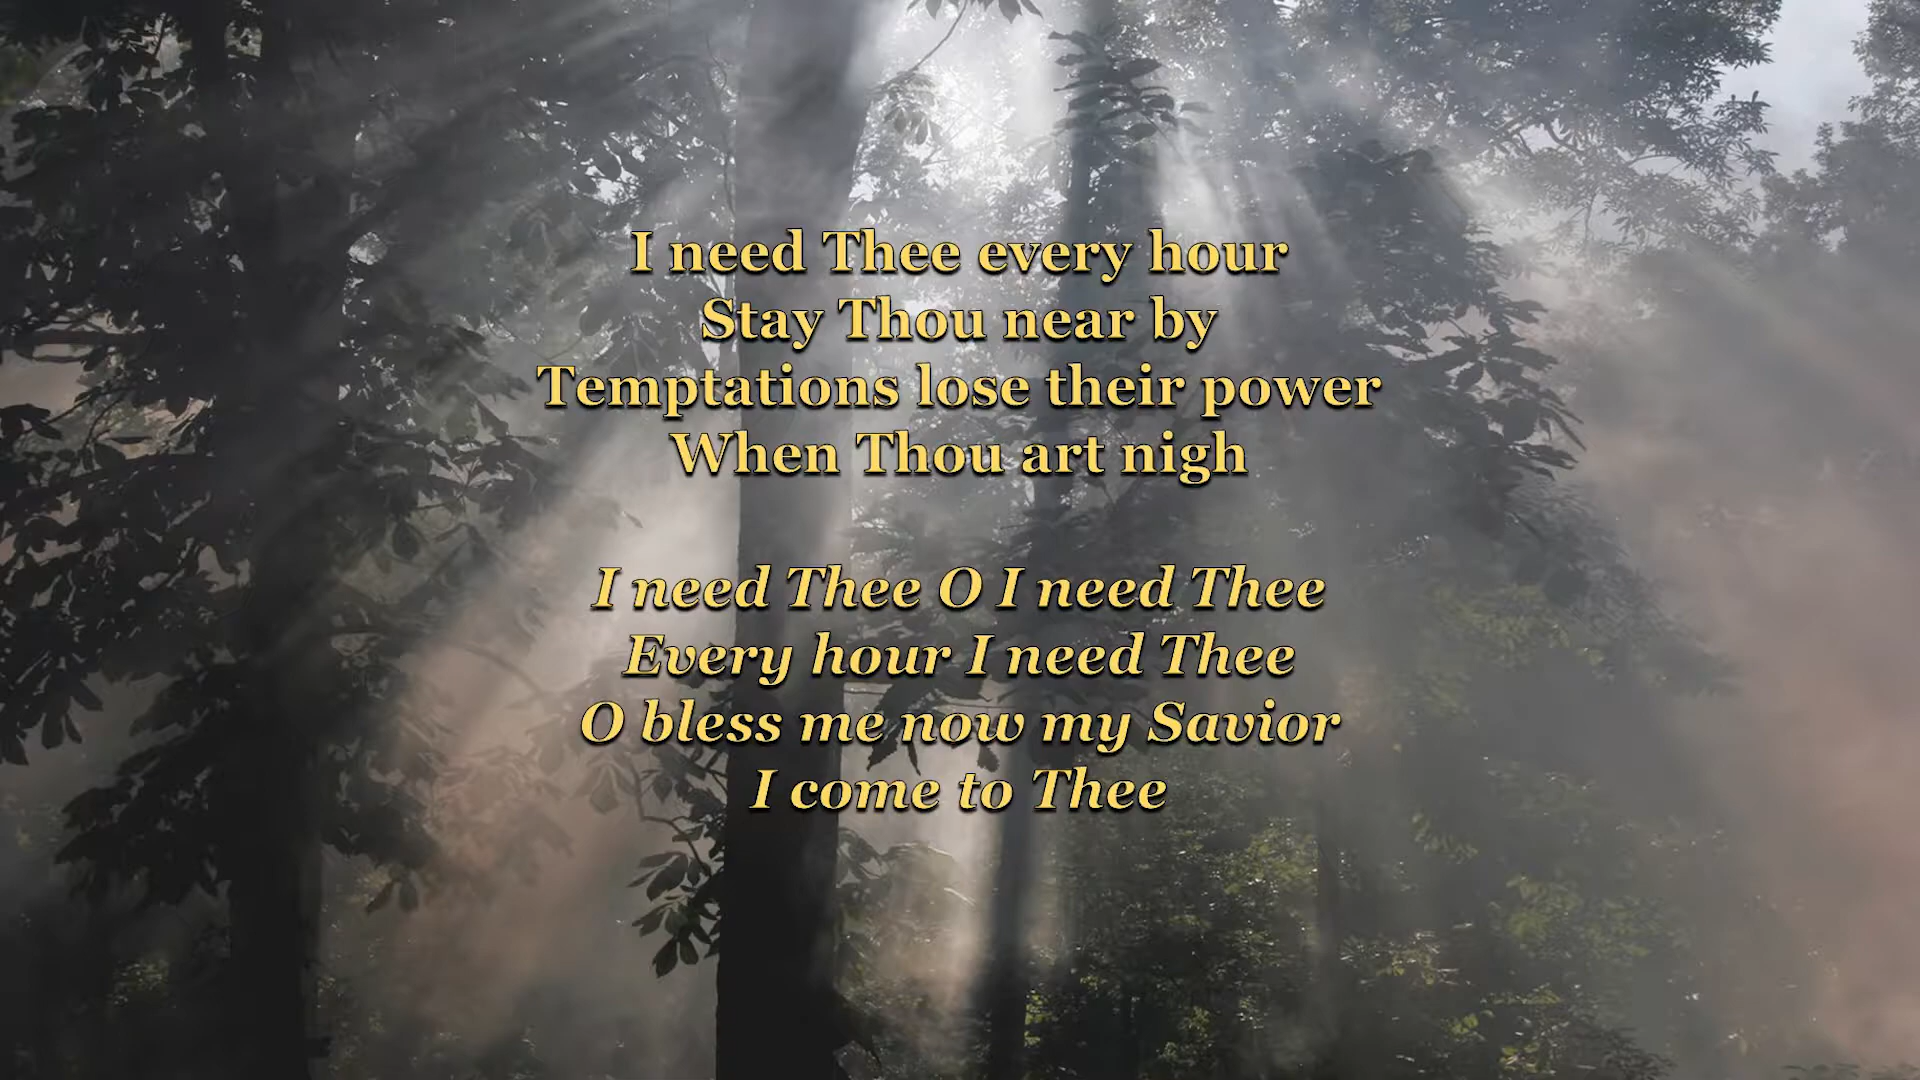 I need Thee every hour
Stay Thou near by
Temptations lose their power
When Thou art nigh
I need Thee O I need Thee
Every hour I need Thee
O bless me now my Savior
I come to Thee